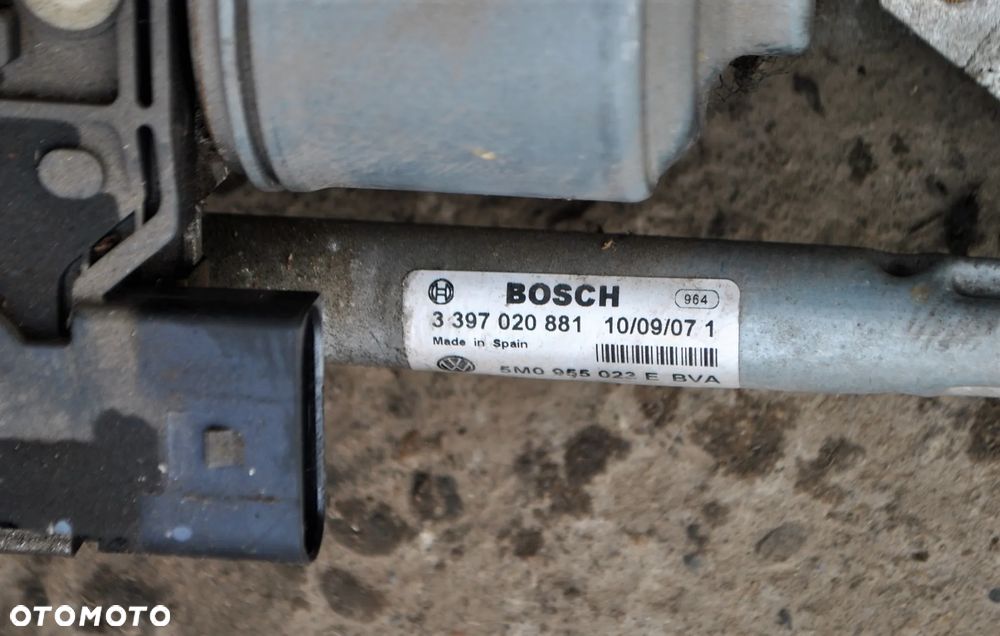 BOSCH 964
3 397 020 881 10/09/07 1
Made in Spain
5M0 955 023 E BVA
OTOMOTO